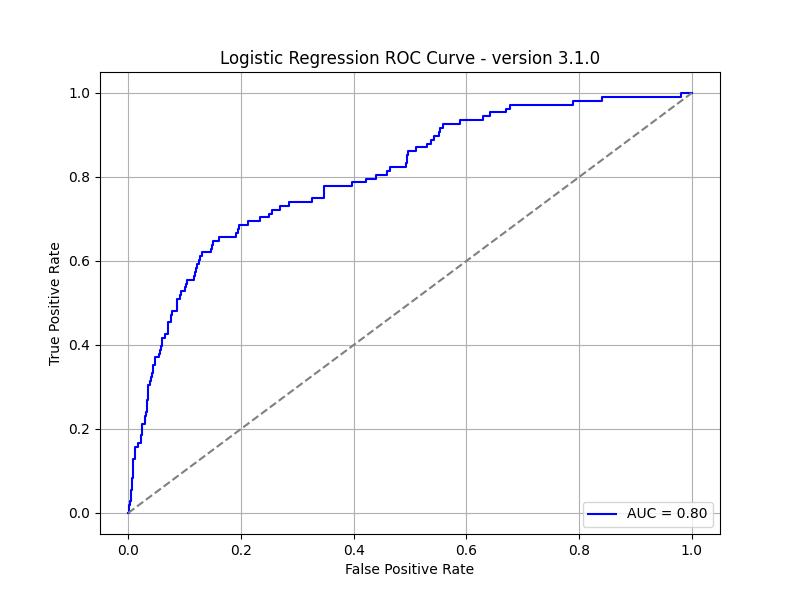 Logistic Regression ROC Curve - version 3.1.0
1.0
0.8
0.6
0.4
0.2
0.0
True Positive Rate
AUC = 0.80
0.0 0.2 0.4 0.6 0.8 1.0
False Positive Rate